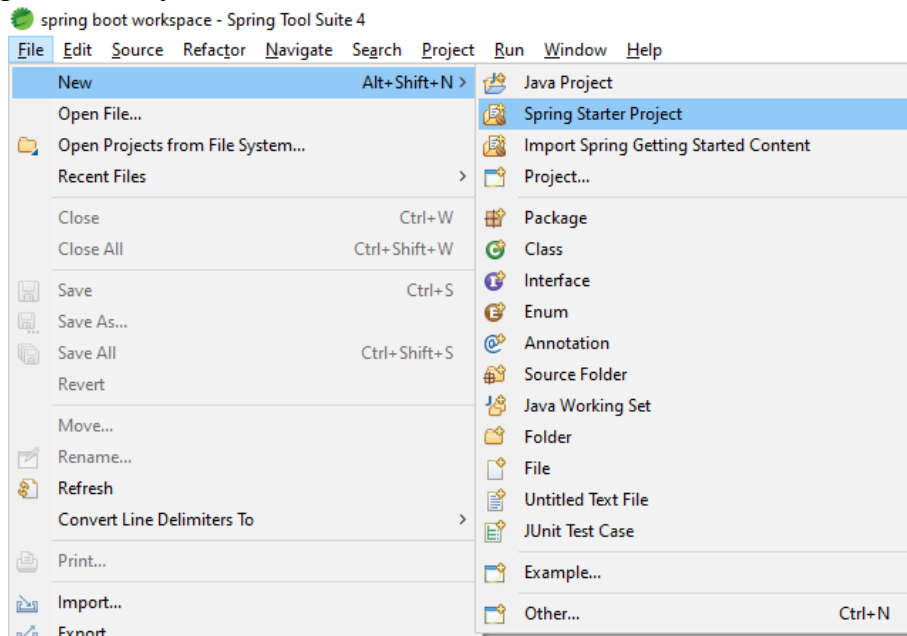 spring boot workspace - Spring Tool Suite 4
File Edit Source Refactor Navigate Search Project Run Window Help
New Alt+Shift+N >
Open File...
Open Projects from File System...
Recent Files >
Close Ctrl+W
Close All Ctrl+Shift+W
Save Ctrl+S
Save As...
Save All Ctrl+Shift+S
Revert
Move...
Rename...
Refresh
Convert Line Delimiters To >
Print...
Import...
Export
Java Project
Spring Starter Project
Import Spring Getting Started Content
Project...
Package
Class
Interface
Enum
Annotation
Source Folder
Java Working Set
Folder
File
Untitled Text File
JUnit Test Case
Example...
Other... Ctrl+N